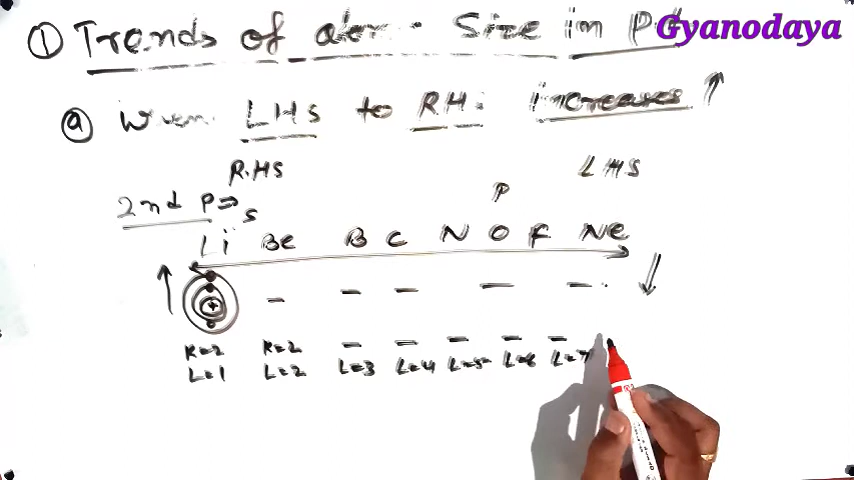 ① Trends of atomic Size in P.T
Gyanodaya
ⓐ When LHS to RHS increases ↑
R.HS LHS
2nd P⇒ S P
Li Be B C N O F Ne
K=2 K=2
L=1 L=2 L=3 L=4 L=5 L=6 L=7